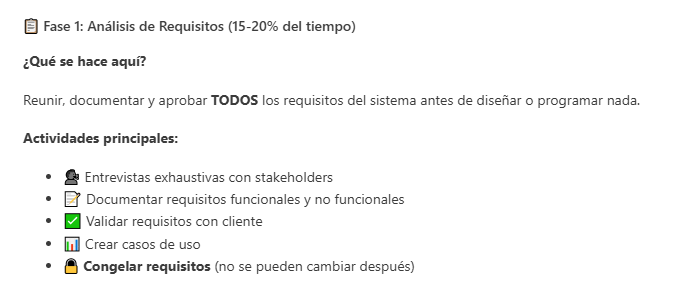 📋 Fase 1: Análisis de Requisitos (15-20% del tiempo)
¿Qué se hace aquí?
Reunir, documentar y aprobar TODOS los requisitos del sistema antes de diseñar o programar nada.
Actividades principales:
• 🗣️ Entrevistas exhaustivas con stakeholders
• 📝 Documentar requisitos funcionales y no funcionales
• ✅ Validar requisitos con cliente
• 📊 Crear casos de uso
• 🔒 Congelar requisitos (no se pueden cambiar después)